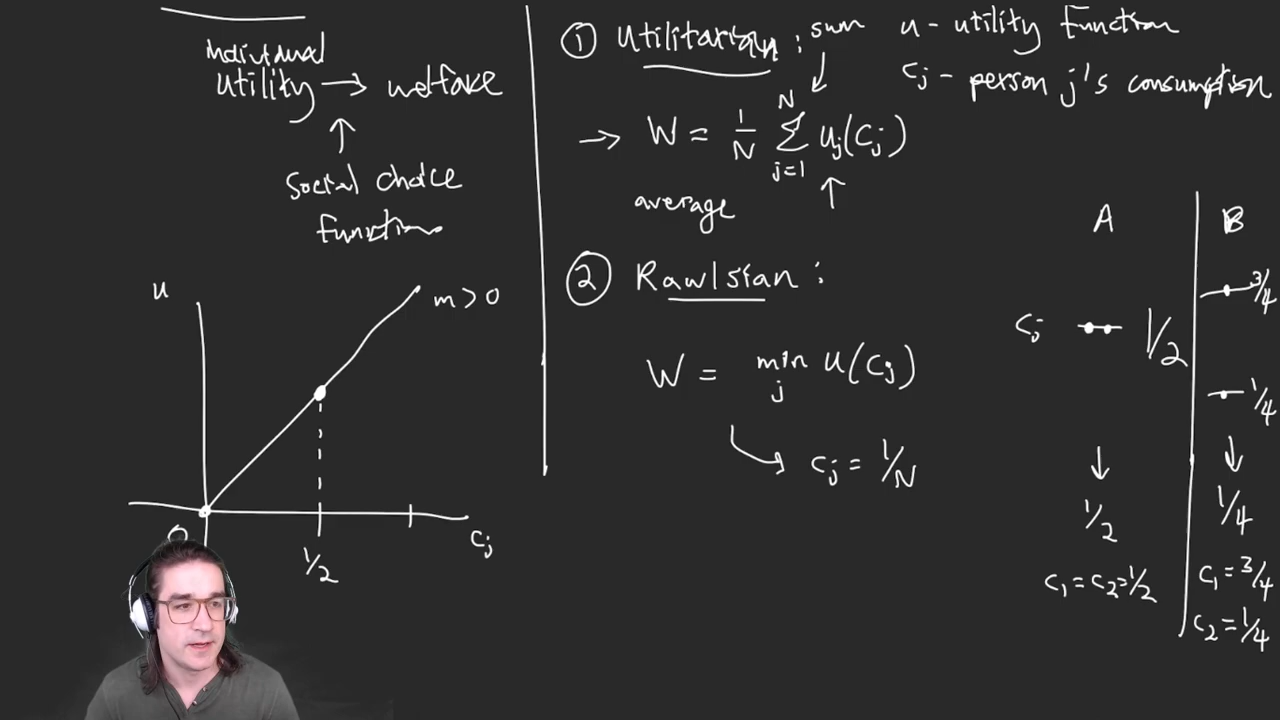 individual
utility → welfare
↑
social choice
function
u
m > 0
0
1/2
cj
① Utilitarian : sum
u - utility function
cj - person j's consumption
→ W = 1/N Σ uj(cj)
N
j=1
average
② Rawlsian :
W = min u(cj)
j
cj = 1/N
A
B
cj
1/2
3/4
1/4
1/2
1/4
c1 = c2 = 1/2
c1 = 3/4
c2 = 1/4